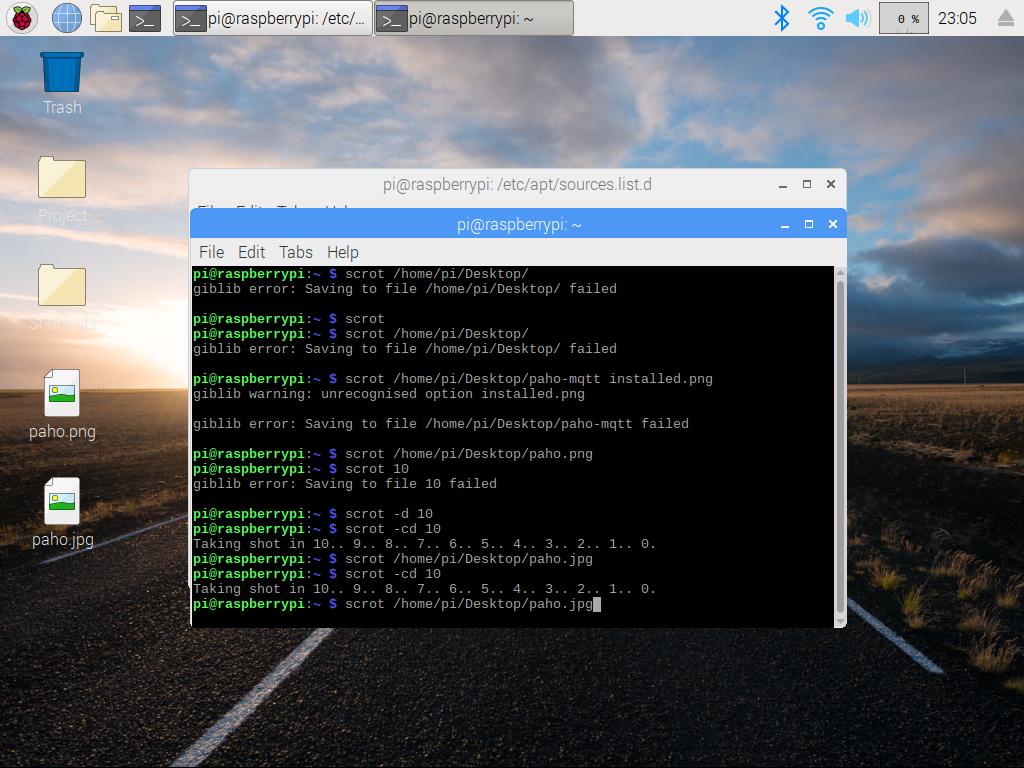 pi@raspberrypi: /etc/...
pi@raspberrypi: ~
0 %
23:05
Trash
Project
paho.png
paho.jpg
pi@raspberrypi: /etc/apt/sources.list.d
pi@raspberrypi: ~
File Edit Tabs Help
pi@raspberrypi:~ $ scrot /home/pi/Desktop/
giblib error: Saving to file /home/pi/Desktop/ failed
pi@raspberrypi:~ $ scrot
pi@raspberrypi:~ $ scrot /home/pi/Desktop/
giblib error: Saving to file /home/pi/Desktop/ failed
pi@raspberrypi:~ $ scrot /home/pi/Desktop/paho-mqtt installed.png
giblib warning: unrecognised option installed.png
giblib error: Saving to file /home/pi/Desktop/paho-mqtt failed
pi@raspberrypi:~ $ scrot /home/pi/Desktop/paho.png
pi@raspberrypi:~ $ scrot 10
giblib error: Saving to file 10 failed
pi@raspberrypi:~ $ scrot -d 10
pi@raspberrypi:~ $ scrot -cd 10
Taking shot in 10.. 9.. 8.. 7.. 6.. 5.. 4.. 3.. 2.. 1.. 0.
pi@raspberrypi:~ $ scrot /home/pi/Desktop/paho.jpg
pi@raspberrypi:~ $ scrot -cd 10
Taking shot in 10.. 9.. 8.. 7.. 6.. 5.. 4.. 3.. 2.. 1.. 0.
pi@raspberrypi:~ $ scrot /home/pi/Desktop/paho.jpg